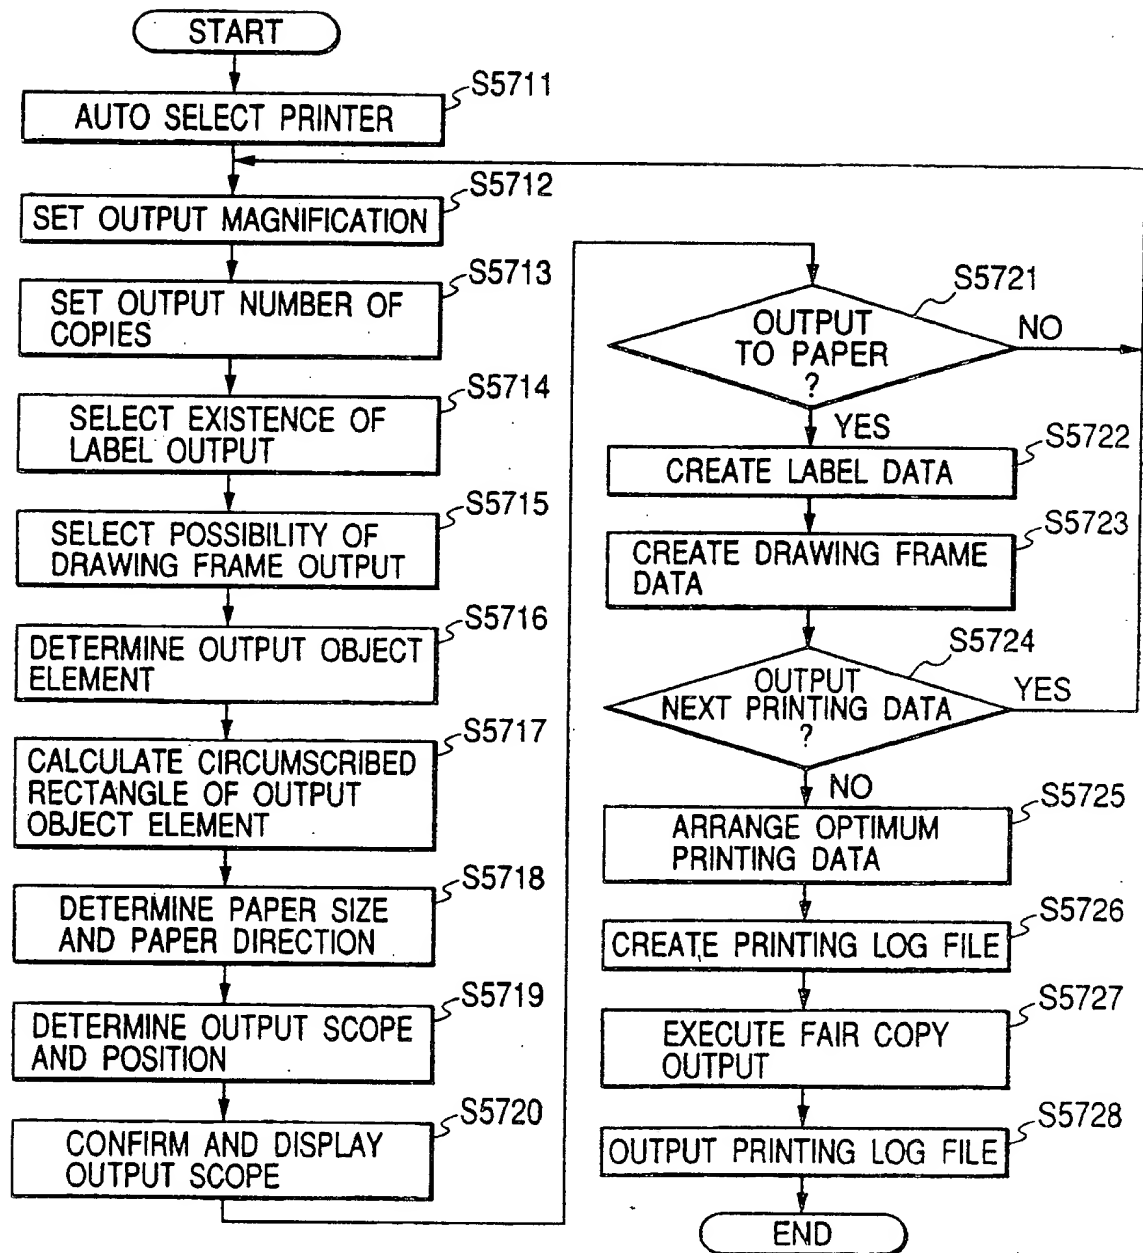 START
S5711
AUTO SELECT PRINTER
S5712
SET OUTPUT MAGNIFICATION
S5713
SET OUTPUT NUMBER OF
COPIES
S5714
SELECT EXISTENCE OF
LABEL OUTPUT
S5715
SELECT POSSIBILITY OF
DRAWING FRAME OUTPUT
S5716
DETERMINE OUTPUT OBJECT
ELEMENT
S5717
CALCULATE CIRCUMSCRIBED
RECTANGLE OF OUTPUT
OBJECT ELEMENT
S5718
DETERMINE PAPER SIZE
AND PAPER DIRECTION
S5719
DETERMINE OUTPUT SCOPE
AND POSITION
S5720
CONFIRM AND DISPLAY
OUTPUT SCOPE
S5721
OUTPUT
TO PAPER
?
NO
YES
S5722
CREATE LABEL DATA
S5723
CREATE DRAWING FRAME
DATA
S5724
OUTPUT
NEXT PRINTING DATA
?
YES
NO
S5725
ARRANGE OPTIMUM
PRINTING DATA
S5726
CREATE PRINTING LOG FILE
S5727
EXECUTE FAIR COPY
OUTPUT
S5728
OUTPUT PRINTING LOG FILE
END